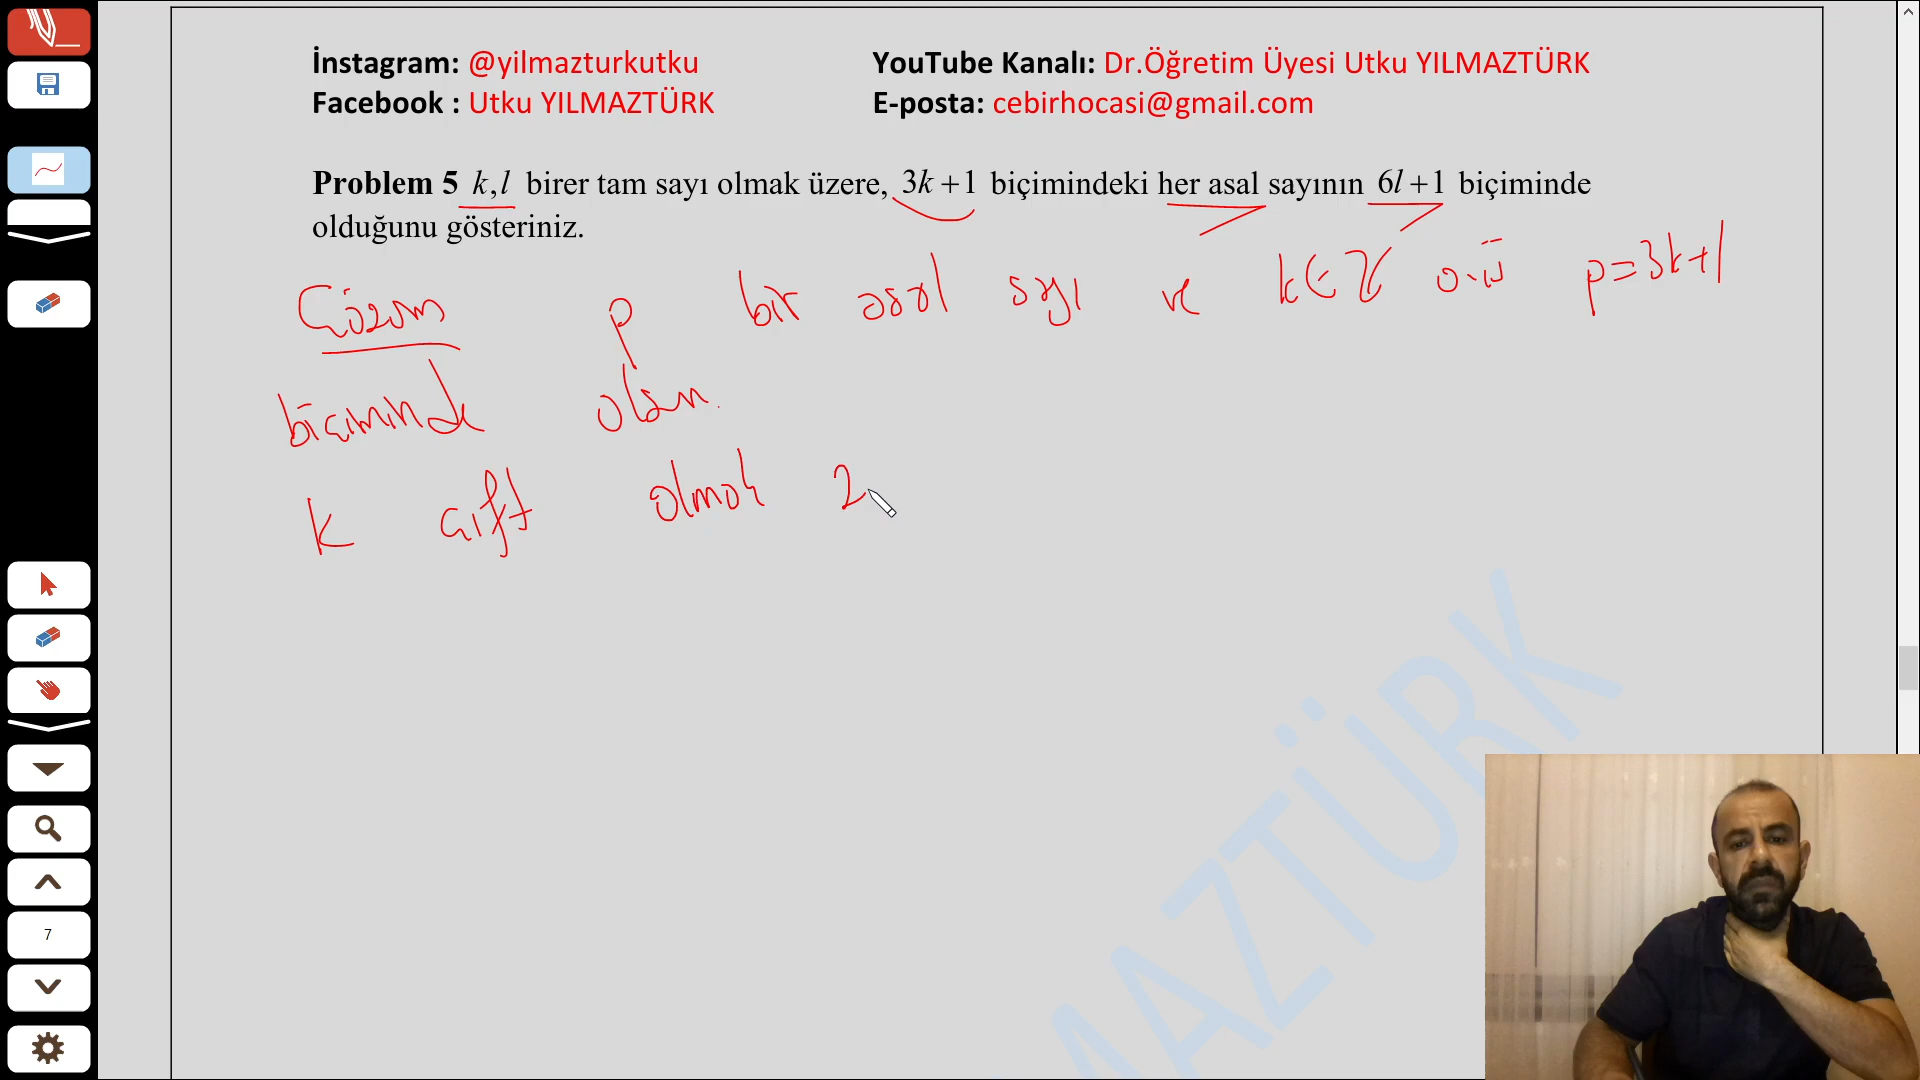 İnstagram: @yilmazturkutku YouTube Kanalı: Dr.Öğretim Üyesi Utku YILMAZTÜRK
Facebook : Utku YILMAZTÜRK E-posta: cebirhocasi@gmail.com
Problem 5 k,l birer tam sayı olmak üzere, 3k+1 biçimindeki her asal sayının 6l+1 biçiminde
olduğunu gösteriniz.
Çözüm p bir asal sayı ve k∈Z o.ü p=3k+1
biçiminde olsun.
k çift olmak 2
MAZTÜRK
7